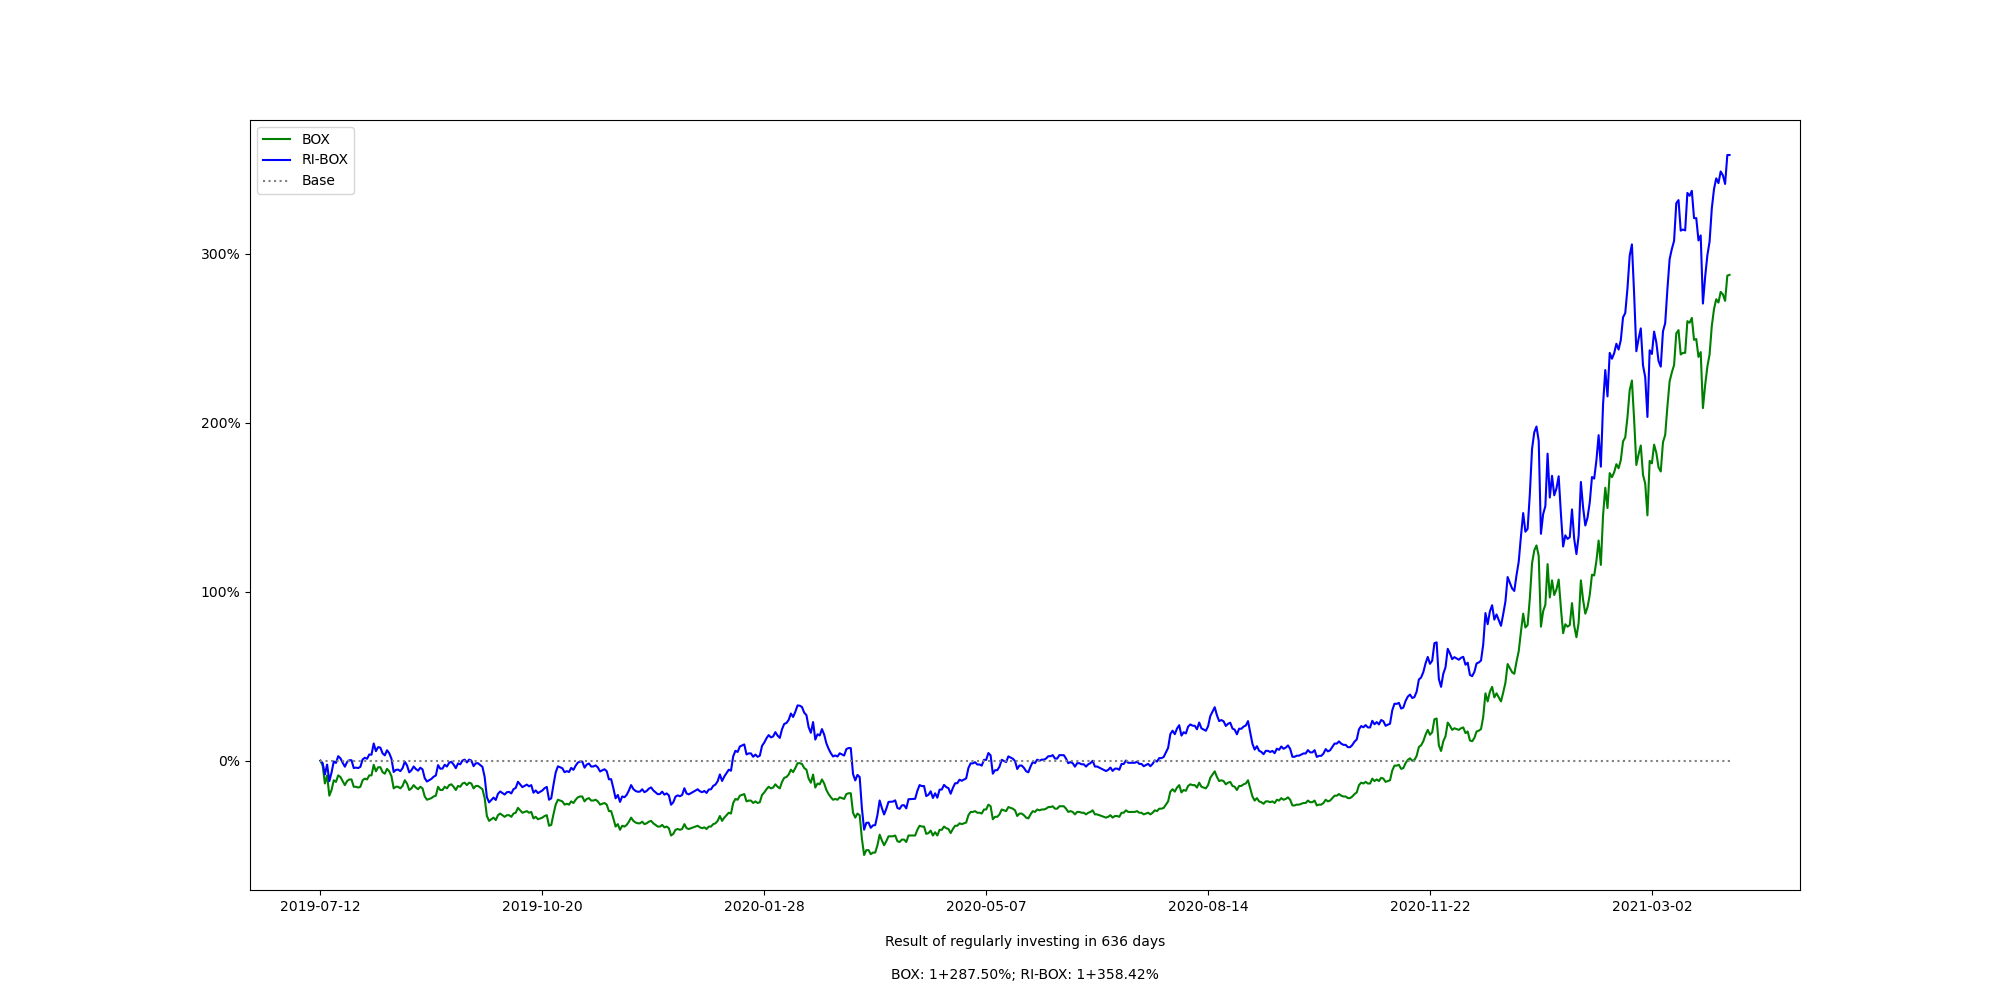 BOX
RI-BOX
Base
300%
200%
100%
0%
2019-07-12 2019-10-20 2020-01-28 2020-05-07 2020-08-14 2020-11-22 2021-03-02
Result of regularly investing in 636 days
BOX: 1+287.50%; RI-BOX: 1+358.42%